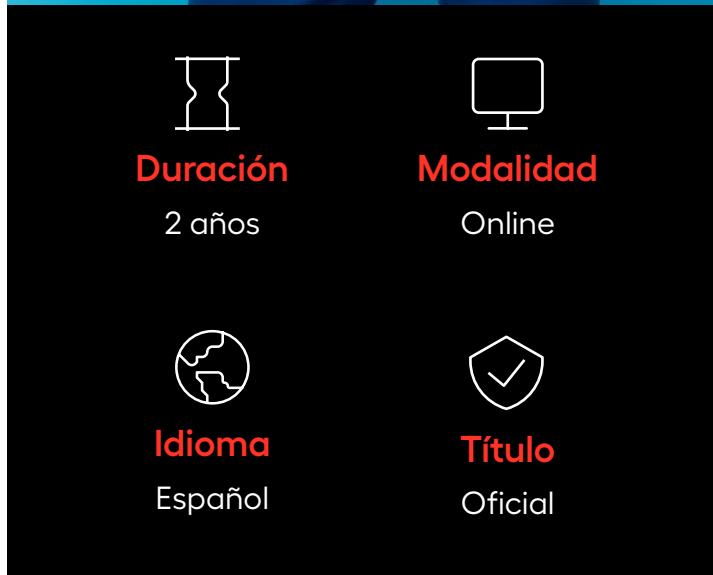 Duración
2 años
Modalidad
Online
Idioma
Español
Título
Oficial